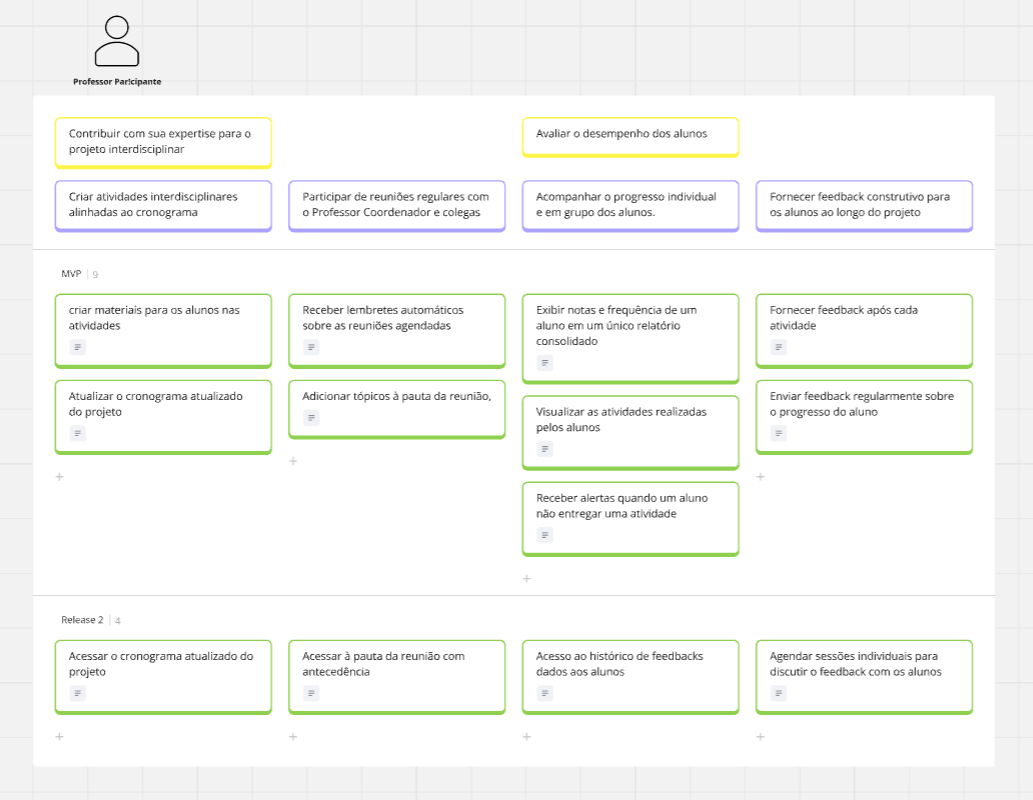 Professor Participante
Contribuir com sua expertise para o
projeto interdisciplinar
Avaliar o desempenho dos alunos
Criar atividades interdisciplinares
alinhadas ao cronograma
Participar de reuniões regulares com
o Professor Coordenador e colegas
Acompanhar o progresso individual
e em grupo dos alunos.
Fornecer feedback construtivo para
os alunos ao longo do projeto
MVP | 9
criar materiais para os alunos nas
atividades
Receber lembretes automáticos
sobre as reuniões agendadas
Exibir notas e frequência de um
aluno em um único relatório
consolidado
Fornecer feedback após cada
atividade
Atualizar o cronograma atualizado
do projeto
Adicionar tópicos à pauta da reunião,
Visualizar as atividades realizadas
pelos alunos
Enviar feedback regularmente sobre
o progresso do aluno
Receber alertas quando um aluno
não entregar uma atividade
Release 2 | 4
Acessar o cronograma atualizado do
projeto
Acessar à pauta da reunião com
antecedência
Acesso ao histórico de feedbacks
dados aos alunos
Agendar sessões individuais para
discutir o feedback com os alunos